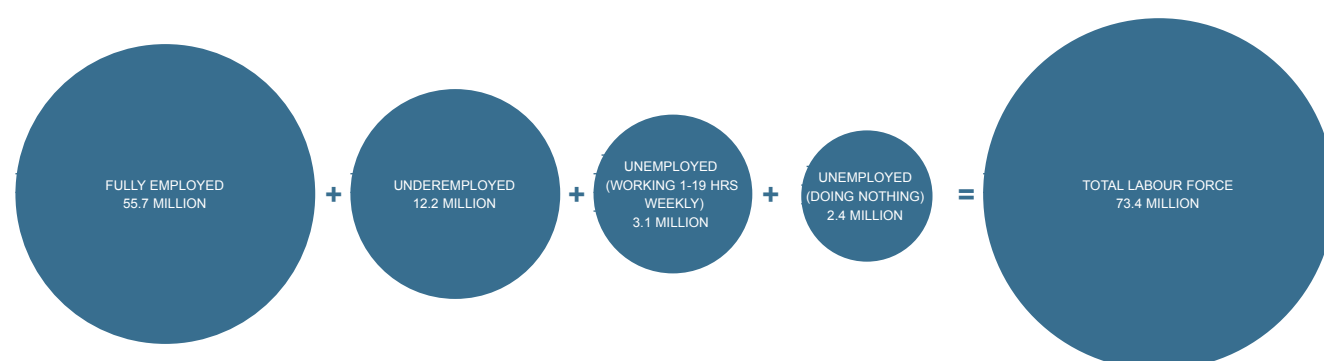 FULLY EMPLOYED
55.7 MILLION
+
UNDEREMPLOYED
12.2 MILLION
+
UNEMPLOYED
(WORKING 1-19 HRS
WEEKLY)
3.1 MILLION
+
UNEMPLOYED
(DOING NOTHING)
2.4 MILLION
=
TOTAL LABOUR FORCE
73.4 MILLION